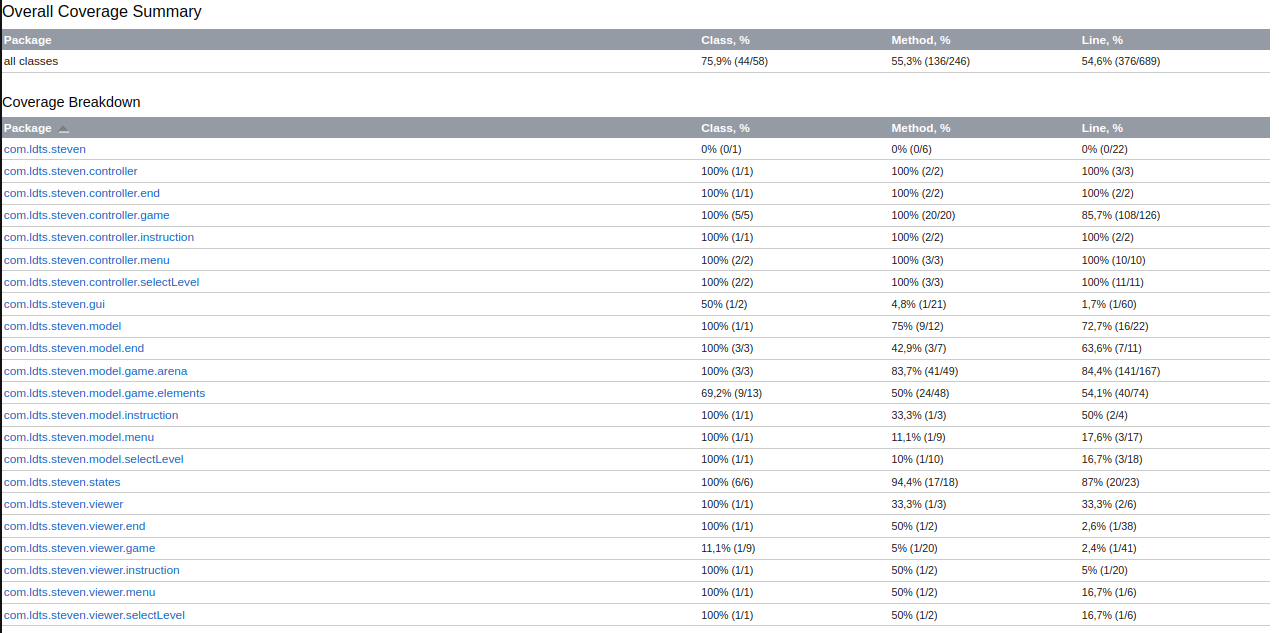 Overall Coverage Summary
Package Class, % Method, % Line, %
all classes 75,9% (44/58) 55,3% (136/246) 54,6% (376/689)
Coverage Breakdown
Package Class, % Method, % Line, %
com.ldts.steven 0% (0/1) 0% (0/6) 0% (0/22)
com.ldts.steven.controller 100% (1/1) 100% (2/2) 100% (3/3)
com.ldts.steven.controller.end 100% (1/1) 100% (2/2) 100% (2/2)
com.ldts.steven.controller.game 100% (5/5) 100% (20/20) 85,7% (108/126)
com.ldts.steven.controller.instruction 100% (1/1) 100% (2/2) 100% (2/2)
com.ldts.steven.controller.menu 100% (2/2) 100% (3/3) 100% (10/10)
com.ldts.steven.controller.selectLevel 100% (2/2) 100% (3/3) 100% (11/11)
com.ldts.steven.gui 50% (1/2) 4,8% (1/21) 1,7% (1/60)
com.ldts.steven.model 100% (1/1) 75% (9/12) 72,7% (16/22)
com.ldts.steven.model.end 100% (3/3) 42,9% (3/7) 63,6% (7/11)
com.ldts.steven.model.game.arena 100% (3/3) 83,7% (41/49) 84,4% (141/167)
com.ldts.steven.model.game.elements 69,2% (9/13) 50% (24/48) 54,1% (40/74)
com.ldts.steven.model.instruction 100% (1/1) 33,3% (1/3) 50% (2/4)
com.ldts.steven.model.menu 100% (1/1) 11,1% (1/9) 17,6% (3/17)
com.ldts.steven.model.selectLevel 100% (1/1) 10% (1/10) 16,7% (3/18)
com.ldts.steven.states 100% (6/6) 94,4% (17/18) 87% (20/23)
com.ldts.steven.viewer 100% (1/1) 33,3% (1/3) 33,3% (2/6)
com.ldts.steven.viewer.end 100% (1/1) 50% (1/2) 2,6% (1/38)
com.ldts.steven.viewer.game 11,1% (1/9) 5% (1/20) 2,4% (1/41)
com.ldts.steven.viewer.instruction 100% (1/1) 50% (1/2) 5% (1/20)
com.ldts.steven.viewer.menu 100% (1/1) 50% (1/2) 16,7% (1/6)
com.ldts.steven.viewer.selectLevel 100% (1/1) 50% (1/2) 16,7% (1/6)